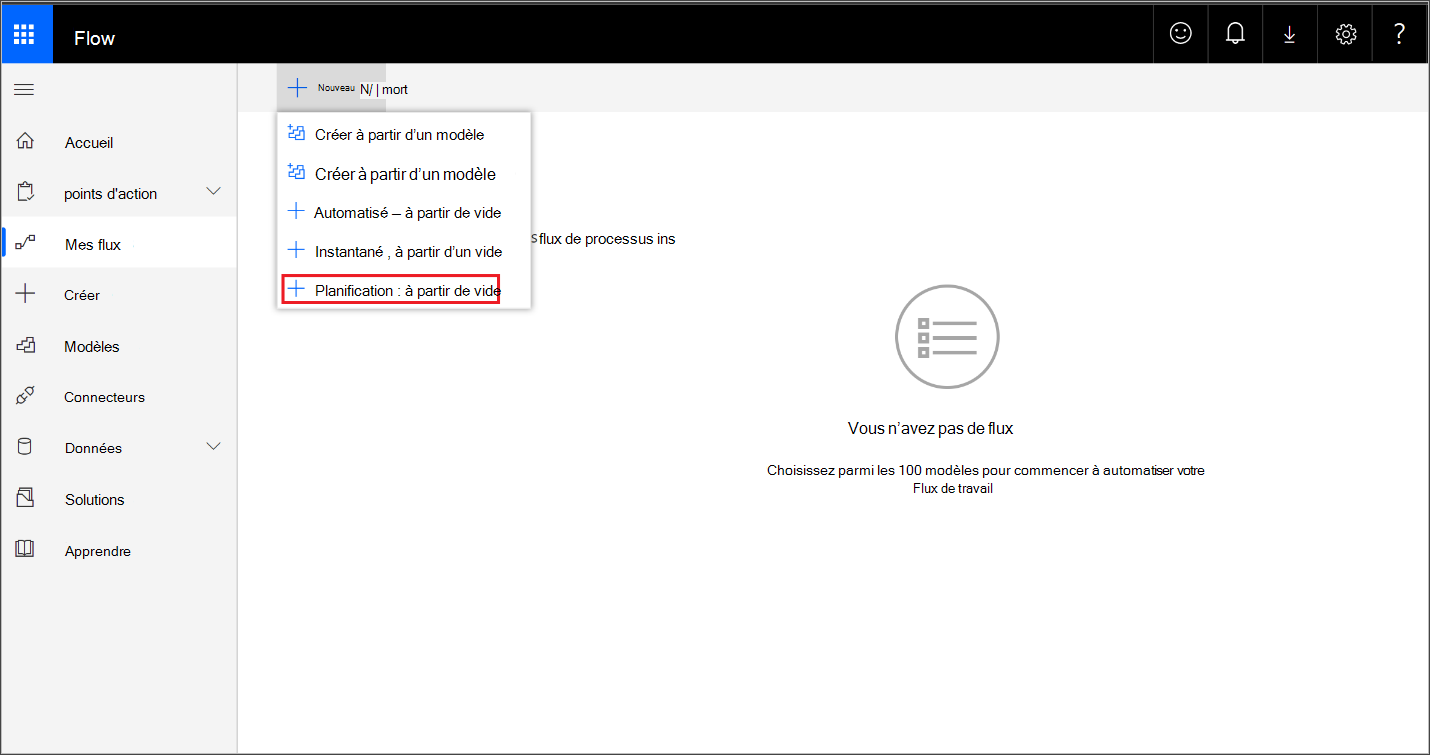 Flow
?
Nouveau N/ | mort
Accueil
points d'action
Mes flux
Créer
Modèles
Connecteurs
Données
Solutions
Apprendre
Créer à partir d’un modèle
Créer à partir d’un modèle
Automatisé – à partir de vide
Instantané , à partir d’un vide
Planification : à partir de vide
s flux de processus ins
Vous n’avez pas de flux
Choisissez parmi les 100 modèles pour commencer à automatiser votre
Flux de travail